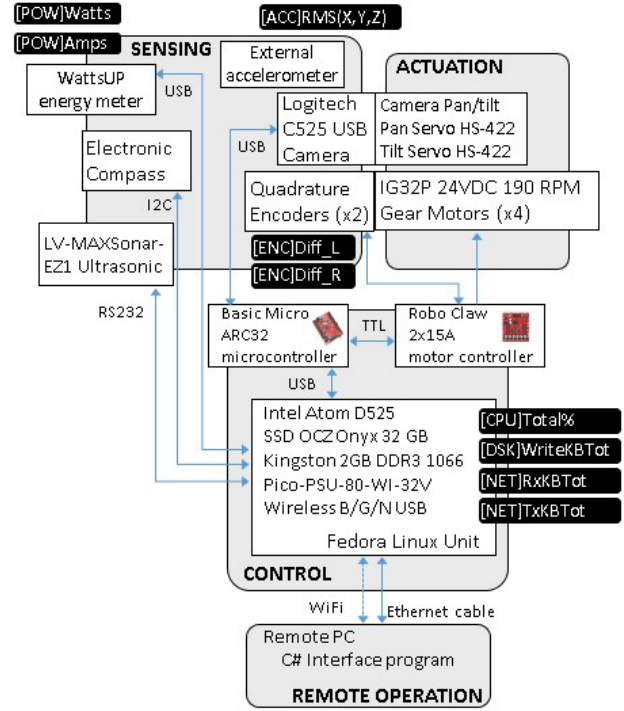 [POW]Watts
[ACC]RMS(X,Y,Z)
[POW]Amps
SENSING
External
accelerometer
ACTUATION
WattsUP
energy meter
USB
Logitech
C525 USB
Camera
Camera Pan/tilt
Pan Servo HS-422
Tilt Servo HS-422
USB
Electronic
Compass
I2C
Quadrature
Encoders (x2)
IG32P 24VDC 190 RPM
Gear Motors (x4)
LV-MAXSonar-
EZ1 Ultrasonic
[ENC]Diff_L
[ENC]Diff_R
RS232
Basic Micro
ARC32
microcontroller
TTL
Robo Claw
2x15A
motor controller
USB
Intel Atom D525
SSD OCZOnyx 32 GB
Kingston 2GB DDR3 1066
Pico-PSU-80-WI-32V
Wireless B/G/N USB
Fedora Linux Unit
[CPU]Total%
[DSK]WriteKBTot
[NET]RxKBTot
[NET]TxKBTot
CONTROL
WiFi
Ethernet cable
Remote PC
C# Interface program
REMOTE OPERATION